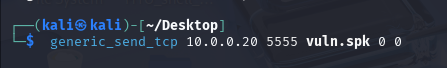 ┌──(kali㉿kali)-[~/Desktop]
└─$ generic_send_tcp 10.0.0.20 5555 vuln.spk 0 0